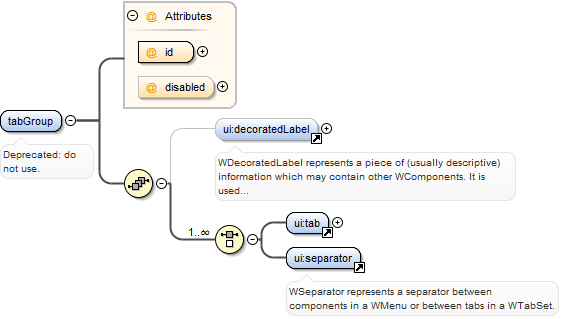 @ Attributes
@ id
@ disabled
tabGroup
Deprecated: do
not use.
ui:decoratedLabel
WDecoratedLabel represents a piece of (usually descriptive)
information which may contain other WComponents. It is
used...
1..∞
ui:tab
ui:separator
WSeparator represents a separator between
components in a WMenu or between tabs in a WTabSet.